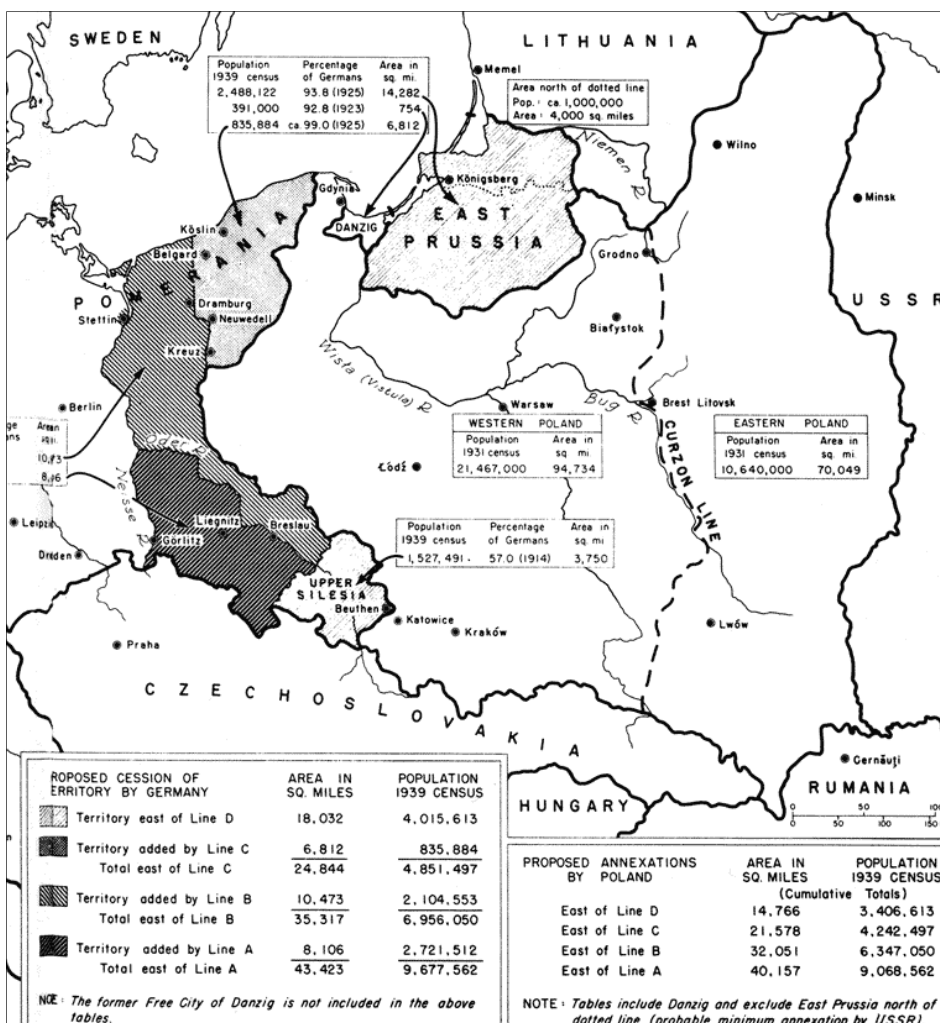 SWEDEN
LITHUANIA
Population Percentage Area in
1939 census of Germans sq. mi.
2,488,122 93.8 (1925) 14,282
391,000 92.8 (1923) 754
835,884 ca. 99.0 (1925) 6,812
Memel
Area north of dotted line
Pop.: ca. 1,000,000
Area: 4,000 sq. miles
Niemen R.
Wilno
Minsk
Königsberg
Gdynia
DANZIG
EAST
PRUSSIA
Köslin
Belgard
POMERANIA
Grodno
USSR
Dramburg
Stettin
Neuwedell
Białystok
Kreuz
Wista (Vistula) R.
Bug R.
Brest Litovsk
Berlin
Warsaw
WESTERN POLAND
Population Area in
1931 census sq. mi.
21,467,000 94,734
EASTERN POLAND
Population Area in
1931 census sq. mi.
10,640,000 70,049
CURZON LINE
Area
Oder R.
Łódź
Neisse R.
Leipzi
Liegnitz
Breslau
Görlitz
Population Percentage Area in
1939 census of Germans sq. mi
1,527,491. 57.0 (1914) 3,750
UPPER
SILESIA
Beuthen
Katowice
Kraków
Lwów
Praha
CZECHOSLOVAKIA
Cernăuţi
RUMANIA
HUNGARY
0 50 100 150
0 50 100
ROPOSED CESSION OF AREA IN POPULATION
ERRITORY BY GERMANY SQ. MILES 1939 CENSUS
Territory east of Line D 18,032 4,015,613
Territory added by Line C 6,812 835,884
Total east of Line C 24,844 4,851,497
Territory added by Line B 10,473 2,104,553
Total east of Line B 35,317 6,956,050
Territory added by Line A 8,106 2,721,512
Total east of Line A 43,423 9,677,562
The former Free City of Danzig is not included in the above
tables.
PROPOSED ANNEXATIONS AREA IN POPULATION
BY POLAND SQ. MILES 1939 CENSUS
(Cumulative Totals)
East of Line D 14,766 3,406,613
East of Line C 21,578 4,242,497
East of Line B 32,051 6,347,050
East of Line A 40,157 9,068,562
NOTE: Tables include Danzig and exclude East Prussia north of
dotted line (probable minimum annexation by USSR)